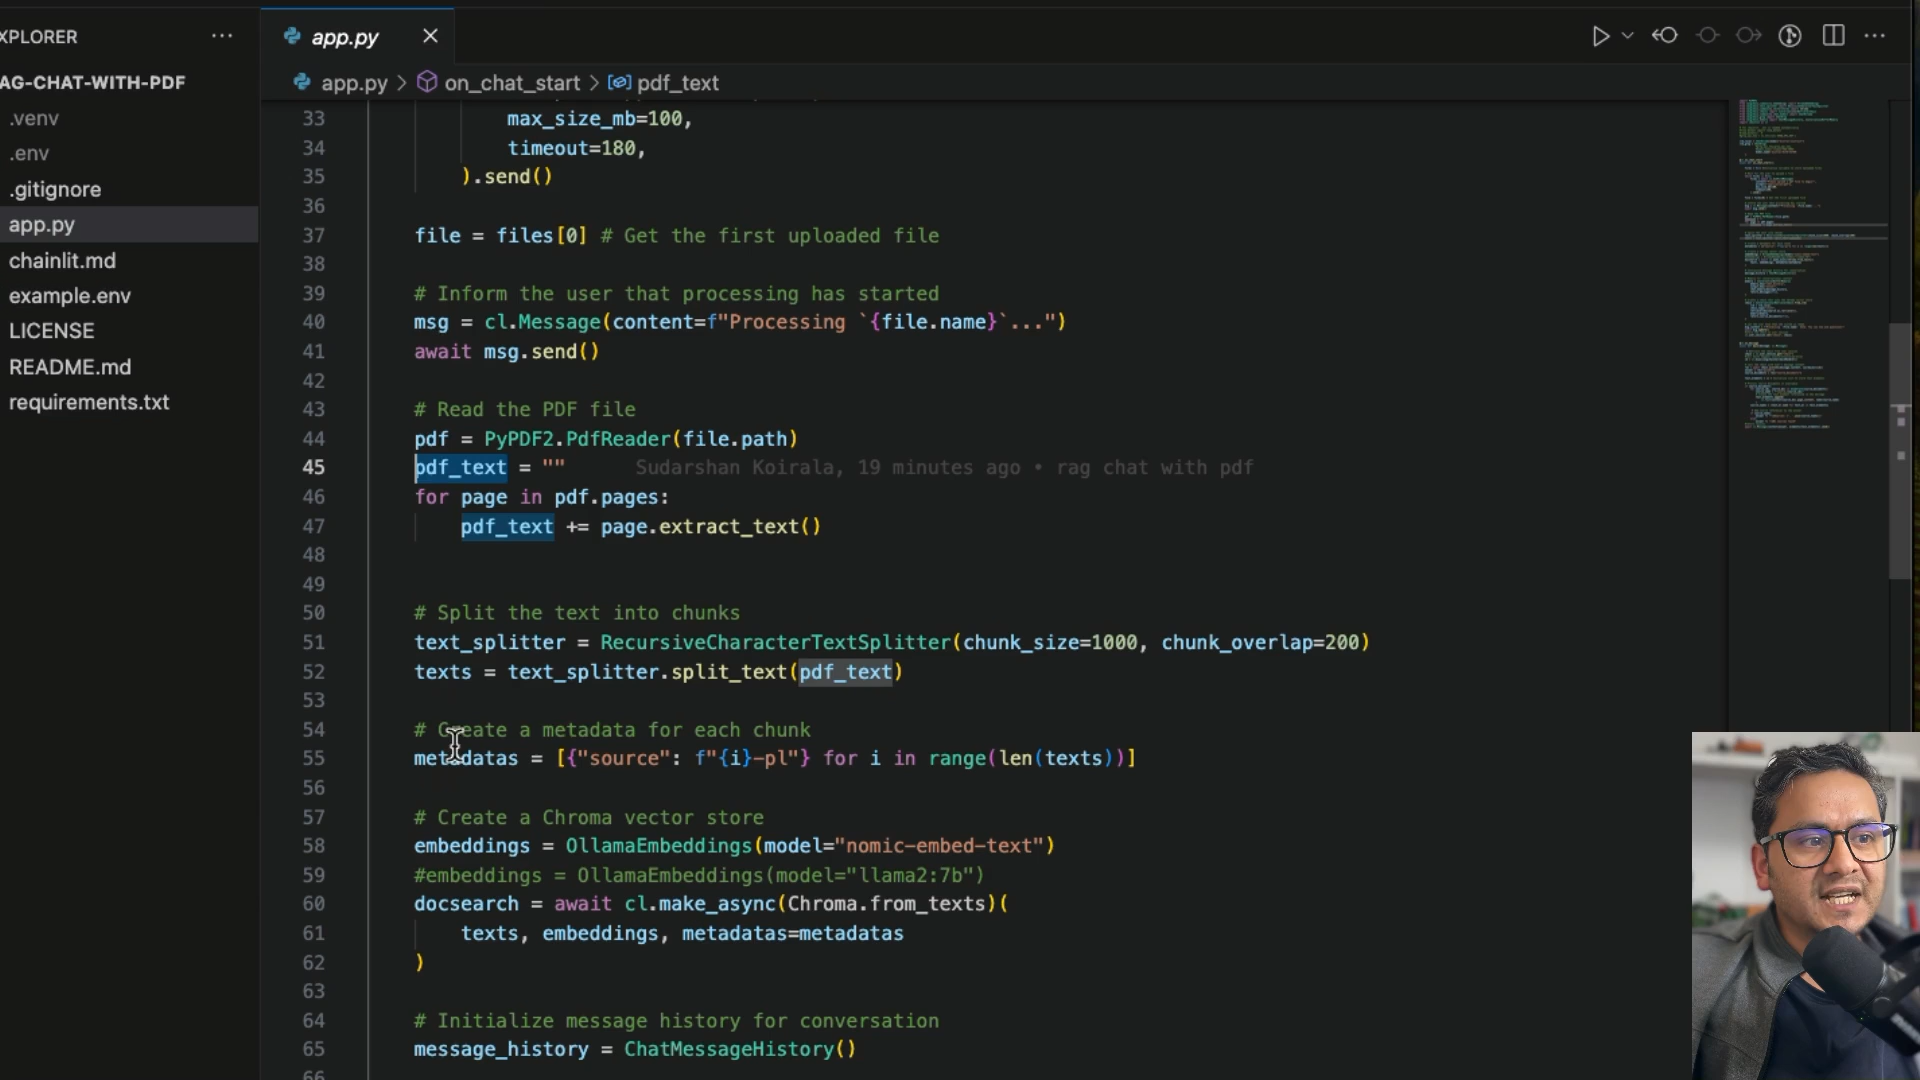 XPLORER
···
app.py
AG-CHAT-WITH-PDF
.venv
.env
.gitignore
app.py
chainlit.md
example.env
LICENSE
README.md
requirements.txt
app.py > on_chat_start > pdf_text
33 max_size_mb=100,
34 timeout=180,
35 ).send()
36
37 file = files[0] # Get the first uploaded file
38
39 # Inform the user that processing has started
40 msg = cl.Message(content=f"Processing `{file.name}`...")
41 await msg.send()
42
43 # Read the PDF file
44 pdf = PyPDF2.PdfReader(file.path)
45 pdf_text = "" Sudarshan Koirala, 19 minutes ago • rag chat with pdf
46 for page in pdf.pages:
47 pdf_text += page.extract_text()
48
49
50 # Split the text into chunks
51 text_splitter = RecursiveCharacterTextSplitter(chunk_size=1000, chunk_overlap=200)
52 texts = text_splitter.split_text(pdf_text)
53
54 # Create a metadata for each chunk
55 metadatas = [{"source": f"{i}-pl"} for i in range(len(texts))]
56
57 # Create a Chroma vector store
58 embeddings = OllamaEmbeddings(model="nomic-embed-text")
59 #embeddings = OllamaEmbeddings(model="llama2:7b")
60 docsearch = await cl.make_async(Chroma.from_texts)(
61 texts, embeddings, metadatas=metadatas
62 )
63
64 # Initialize message history for conversation
65 message_history = ChatMessageHistory()
66